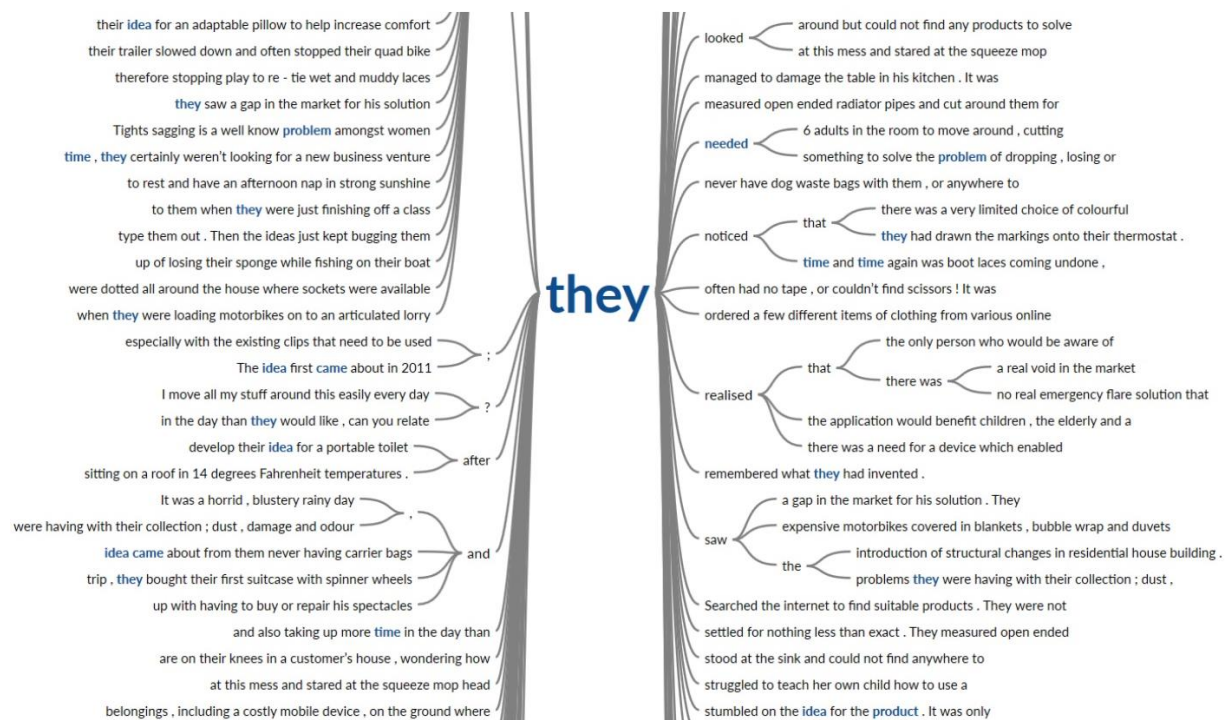 their idea for an adaptable pillow to help increase comfort
their trailer slowed down and often stopped their quad bike
therefore stopping play to re - tie wet and muddy laces
they saw a gap in the market for his solution
Tights sagging is a well know problem amongst women
time , they certainly weren't looking for a new business venture
to rest and have an afternoon nap in strong sunshine
to them when they were just finishing off a class
type them out . Then the ideas just kept bugging them
up of losing their sponge while fishing on their boat
were dotted all around the house where sockets were available
when they were loading motorbikes on to an articulated lorry
especially with the existing clips that need to be used
The idea first came about in 2011
;
I move all my stuff around this easily every day
in the day than they would like , can you relate
?
develop their idea for a portable toilet
sitting on a roof in 14 degrees Fahrenheit temperatures .
after
It was a horrid , blustery rainy day
were having with their collection ; dust , damage and odour
,
idea came about from them never having carrier bags
trip , they bought their first suitcase with spinner wheels
up with having to buy or repair his spectacles
and
and also taking up more time in the day than
are on their knees in a customer's house , wondering how
at this mess and stared at the squeeze mop head
belongings , including a costly mobile device , on the ground where
they
looked
around but could not find any products to solve
at this mess and stared at the squeeze mop
managed to damage the table in his kitchen . It was
measured open ended radiator pipes and cut around them for
needed
6 adults in the room to move around , cutting
something to solve the problem of dropping , losing or
never have dog waste bags with them , or anywhere to
noticed
that
there was a very limited choice of colourful
they had drawn the markings onto their thermostat .
time and time again was boot laces coming undone ,
often had no tape , or couldn't find scissors ! It was
ordered a few different items of clothing from various online
realised
that
the only person who would be aware of
there was
a real void in the market
no real emergency flare solution that
the application would benefit children , the elderly and a
there was a need for a device which enabled
remembered what they had invented .
saw
a gap in the market for his solution . They
expensive motorbikes covered in blankets , bubble wrap and duvets
the
introduction of structural changes in residential house building .
problems they were having with their collection ; dust ,
Searched the internet to find suitable products . They were not
settled for nothing less than exact . They measured open ended
stood at the sink and could not find anywhere to
struggled to teach her own child how to use a
stumbled on the idea for the product . It was only